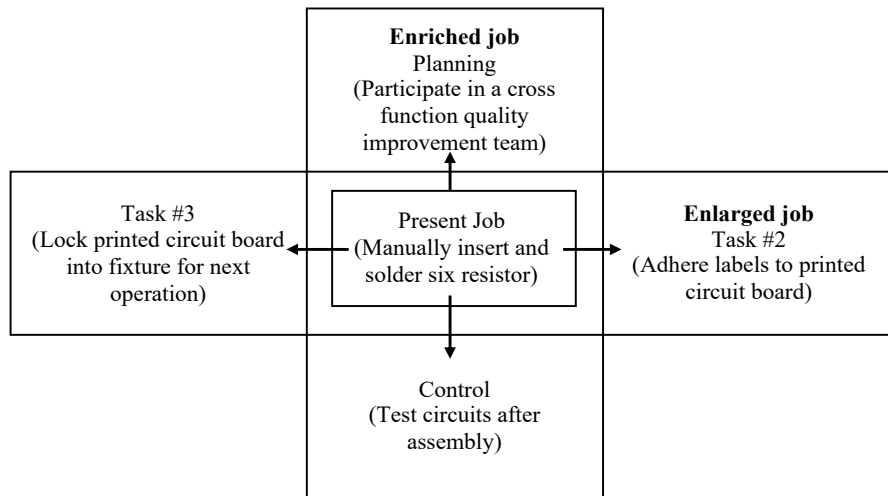 Enriched job
Planning
(Participate in a cross
function quality
improvement team)
Task #3
(Lock printed circuit board
into fixture for next
operation)
Present Job
(Manually insert and
solder six resistor)
Enlarged job
Task #2
(Adhere labels to printed
circuit board)
Control
(Test circuits after
assembly)